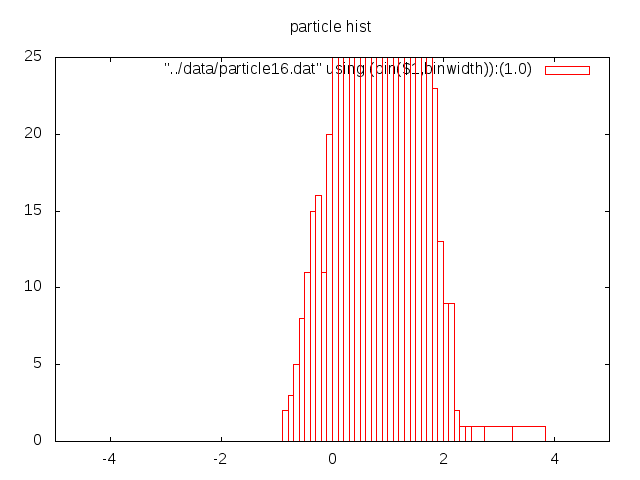 particle hist
25
"../data/particle16.dat" using (bin($1,binwidth)):(1.0)
20
15
10
5
0
-4 -2 0 2 4